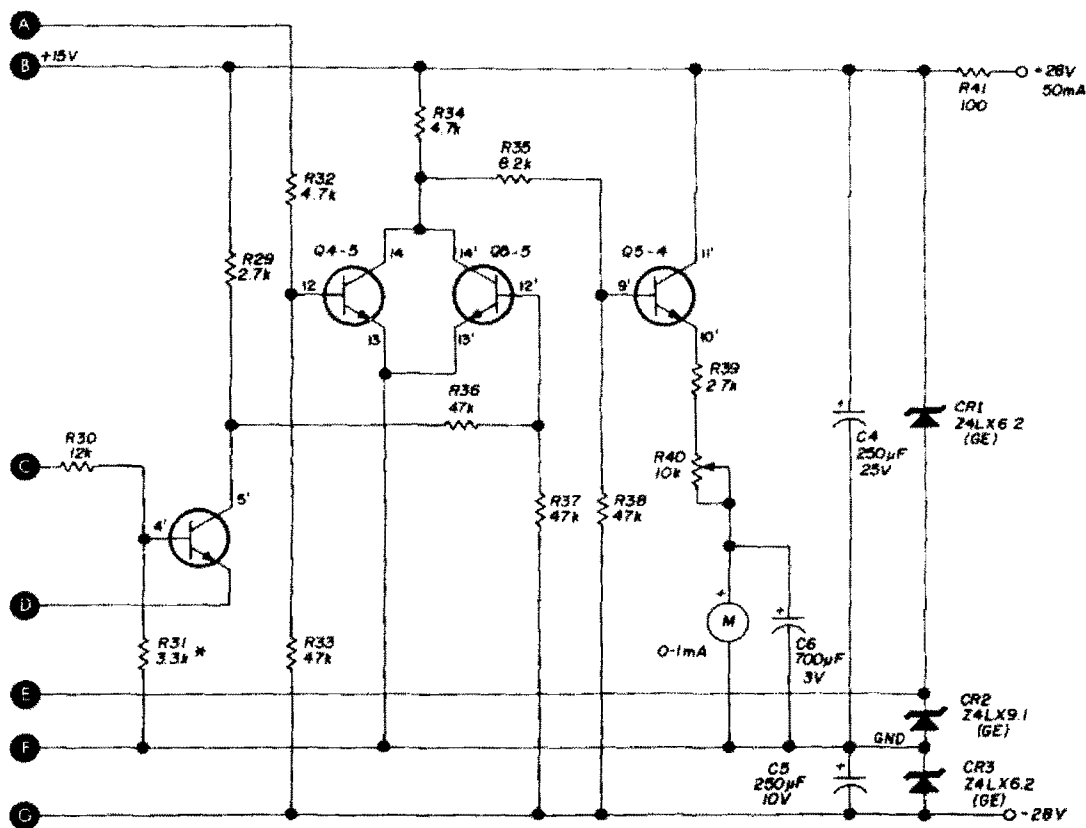 A
B
+15V
+28V
50mA
R41
100
R34
4.7k
R35
8.2k
R32
4.7k
R29
2.7k
Q4-5
14
12
13
14'
Q5-5
12'
13'
Q5-4
11'
9'
10'
R39
2.7k
R36
47k
C4
250µF
25V
CR1
Z4LX6.2
(GE)
C
R30
12k
5'
4'
R40
10k
R37
47k
R38
47k
D
R31
3.3k *
R33
47k
+
M
0-1mA
+
C6
700µF
3V
+
E
CR2
Z4LX9.1
(GE)
F
GND
C5
250µF
10V
+
CR3
Z4LX6.2
(GE)
G
-28V